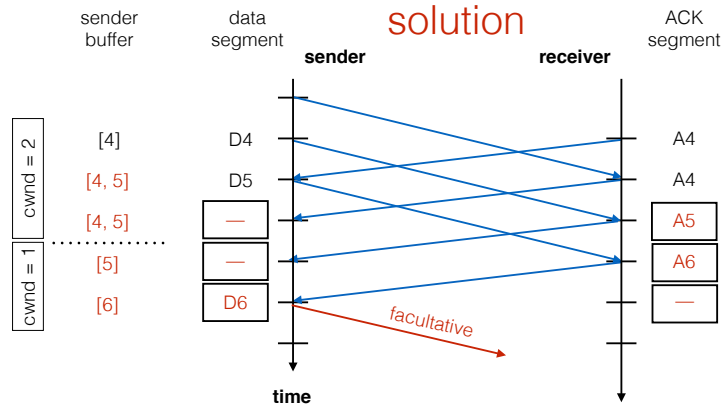 sender buffer
data segment
solution
ACK segment
sender
receiver
cwnd = 2
[4]
D4
A4
[4, 5]
D5
A4
[4, 5]
—
A5
cwnd = 1
[5]
—
A6
[6]
D6
—
facultative
time